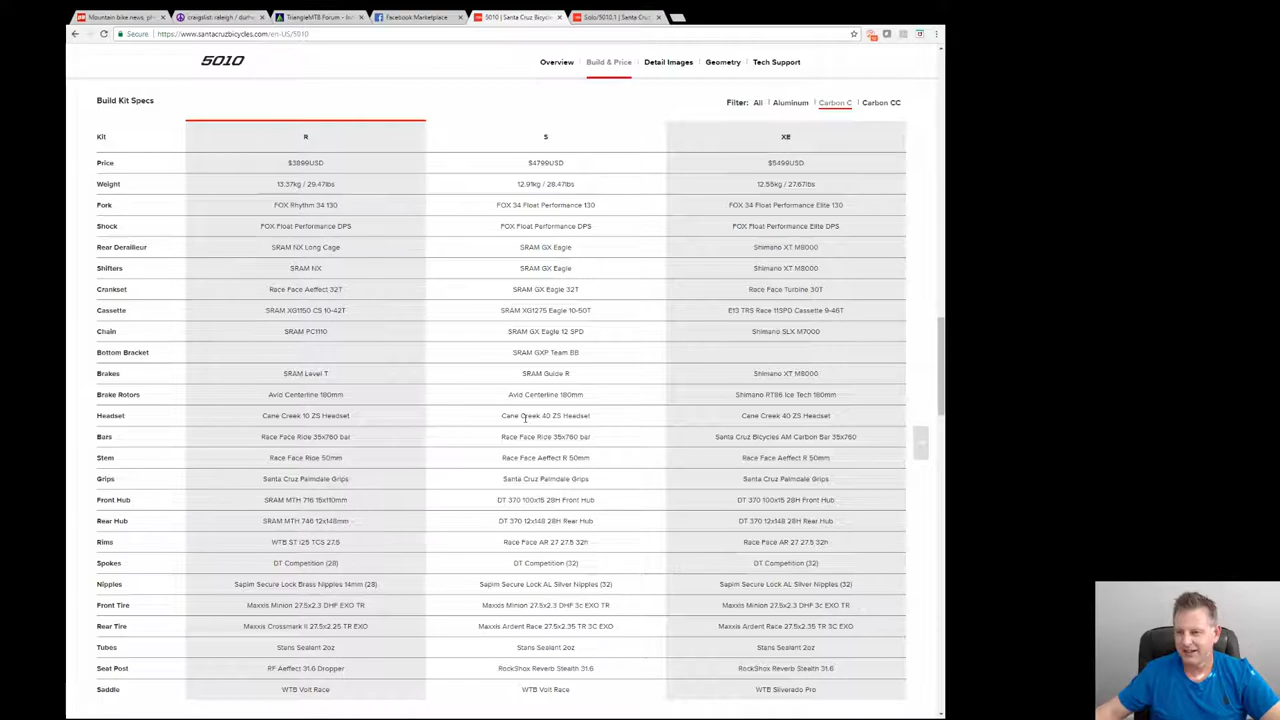 Mountain bike news, ph
craigslist: raleigh / durh
TriangleMTB Forum - In
Facebook Marketplace
5010 | Santa Cruz Bicycle
Solo/5010.1 | Santa Cruz
Secure https://www.santacruzbicycles.com/en-US/5010
5010 Overview Build & Price Detail Images Geometry Tech Support
Build Kit Specs Filter: All Aluminum Carbon C Carbon CC
Kit R S XE
Price $3899USD $4799USD $5499USD
Weight 13.37kg / 29.47lbs 12.91kg / 28.47lbs 12.55kg / 27.67lbs
Fork FOX Rhythm 34 130 FOX 34 Float Performance 130 FOX 34 Float Performance Elite 130
Shock FOX Float Performance DPS FOX Float Performance DPS FOX Float Performance Elite DPS
Rear Derailleur SRAM NX Long Cage SRAM GX Eagle Shimano XT M8000
Shifters SRAM NX SRAM GX Eagle Shimano XT M8000
Crankset Race Face Aeffect 32T SRAM GX Eagle 32T Race Face Turbine 30T
Cassette SRAM XG1150 CS 10-42T SRAM XG1275 Eagle 10-50T E13 TRS Race 11SPD Cassette 9-46T
Chain SRAM PC1110 SRAM GX Eagle 12 SPD Shimano SLX M7000
Bottom Bracket SRAM GXP Team BB
Brakes SRAM Level T SRAM Guide R Shimano XT M8000
Brake Rotors Avid Centerline 180mm Avid Centerline 180mm Shimano RT86 Ice Tech 180mm
Headset Cane Creek 10 ZS Headset Cane Creek 40 ZS Headset Cane Creek 40 ZS Headset
Bars Race Face Ride 35x760 bar Race Face Ride 35x760 bar Santa Cruz Bicycles AM Carbon Bar 35x760
Stem Race Face Ride 50mm Race Face Aeffect R 50mm Race Face Aeffect R 50mm
Grips Santa Cruz Palmdale Grips Santa Cruz Palmdale Grips Santa Cruz Palmdale Grips
Front Hub SRAM MTH 716 15x110mm DT 370 100x15 28H Front Hub DT 370 100x15 28H Front Hub
Rear Hub SRAM MTH 746 12x148mm DT 370 12x148 28H Rear Hub DT 370 12x148 28H Rear Hub
Rims WTB ST i25 TCS 27.5 Race Face AR 27 27.5 32h Race Face AR 27 27.5 32h
Spokes DT Competition (28) DT Competition (32) DT Competition (32)
Nipples Sapim Secure Lock Brass Nipples 14mm (28) Sapim Secure Lock AL Silver Nipples (32) Sapim Secure Lock AL Silver Nipples (32)
Front Tire Maxxis Minion 27.5x2.3 DHF EXO TR Maxxis Minion 27.5x2.3 DHF 3c EXO TR Maxxis Minion 27.5x2.3 DHF 3c EXO TR
Rear Tire Maxxis Crossmark II 27.5x2.25 TR EXO Maxxis Ardent Race 27.5x2.35 TR 3C EXO Maxxis Ardent Race 27.5x2.35 TR 3C EXO
Tubes Stans Sealant 2oz Stans Sealant 2oz Stans Sealant 2oz
Seat Post RF Aeffect 31.6 Dropper RockShox Reverb Stealth 31.6 RockShox Reverb Stealth 31.6
Saddle WTB Volt Race WTB Volt Race WTB Silverado Pro